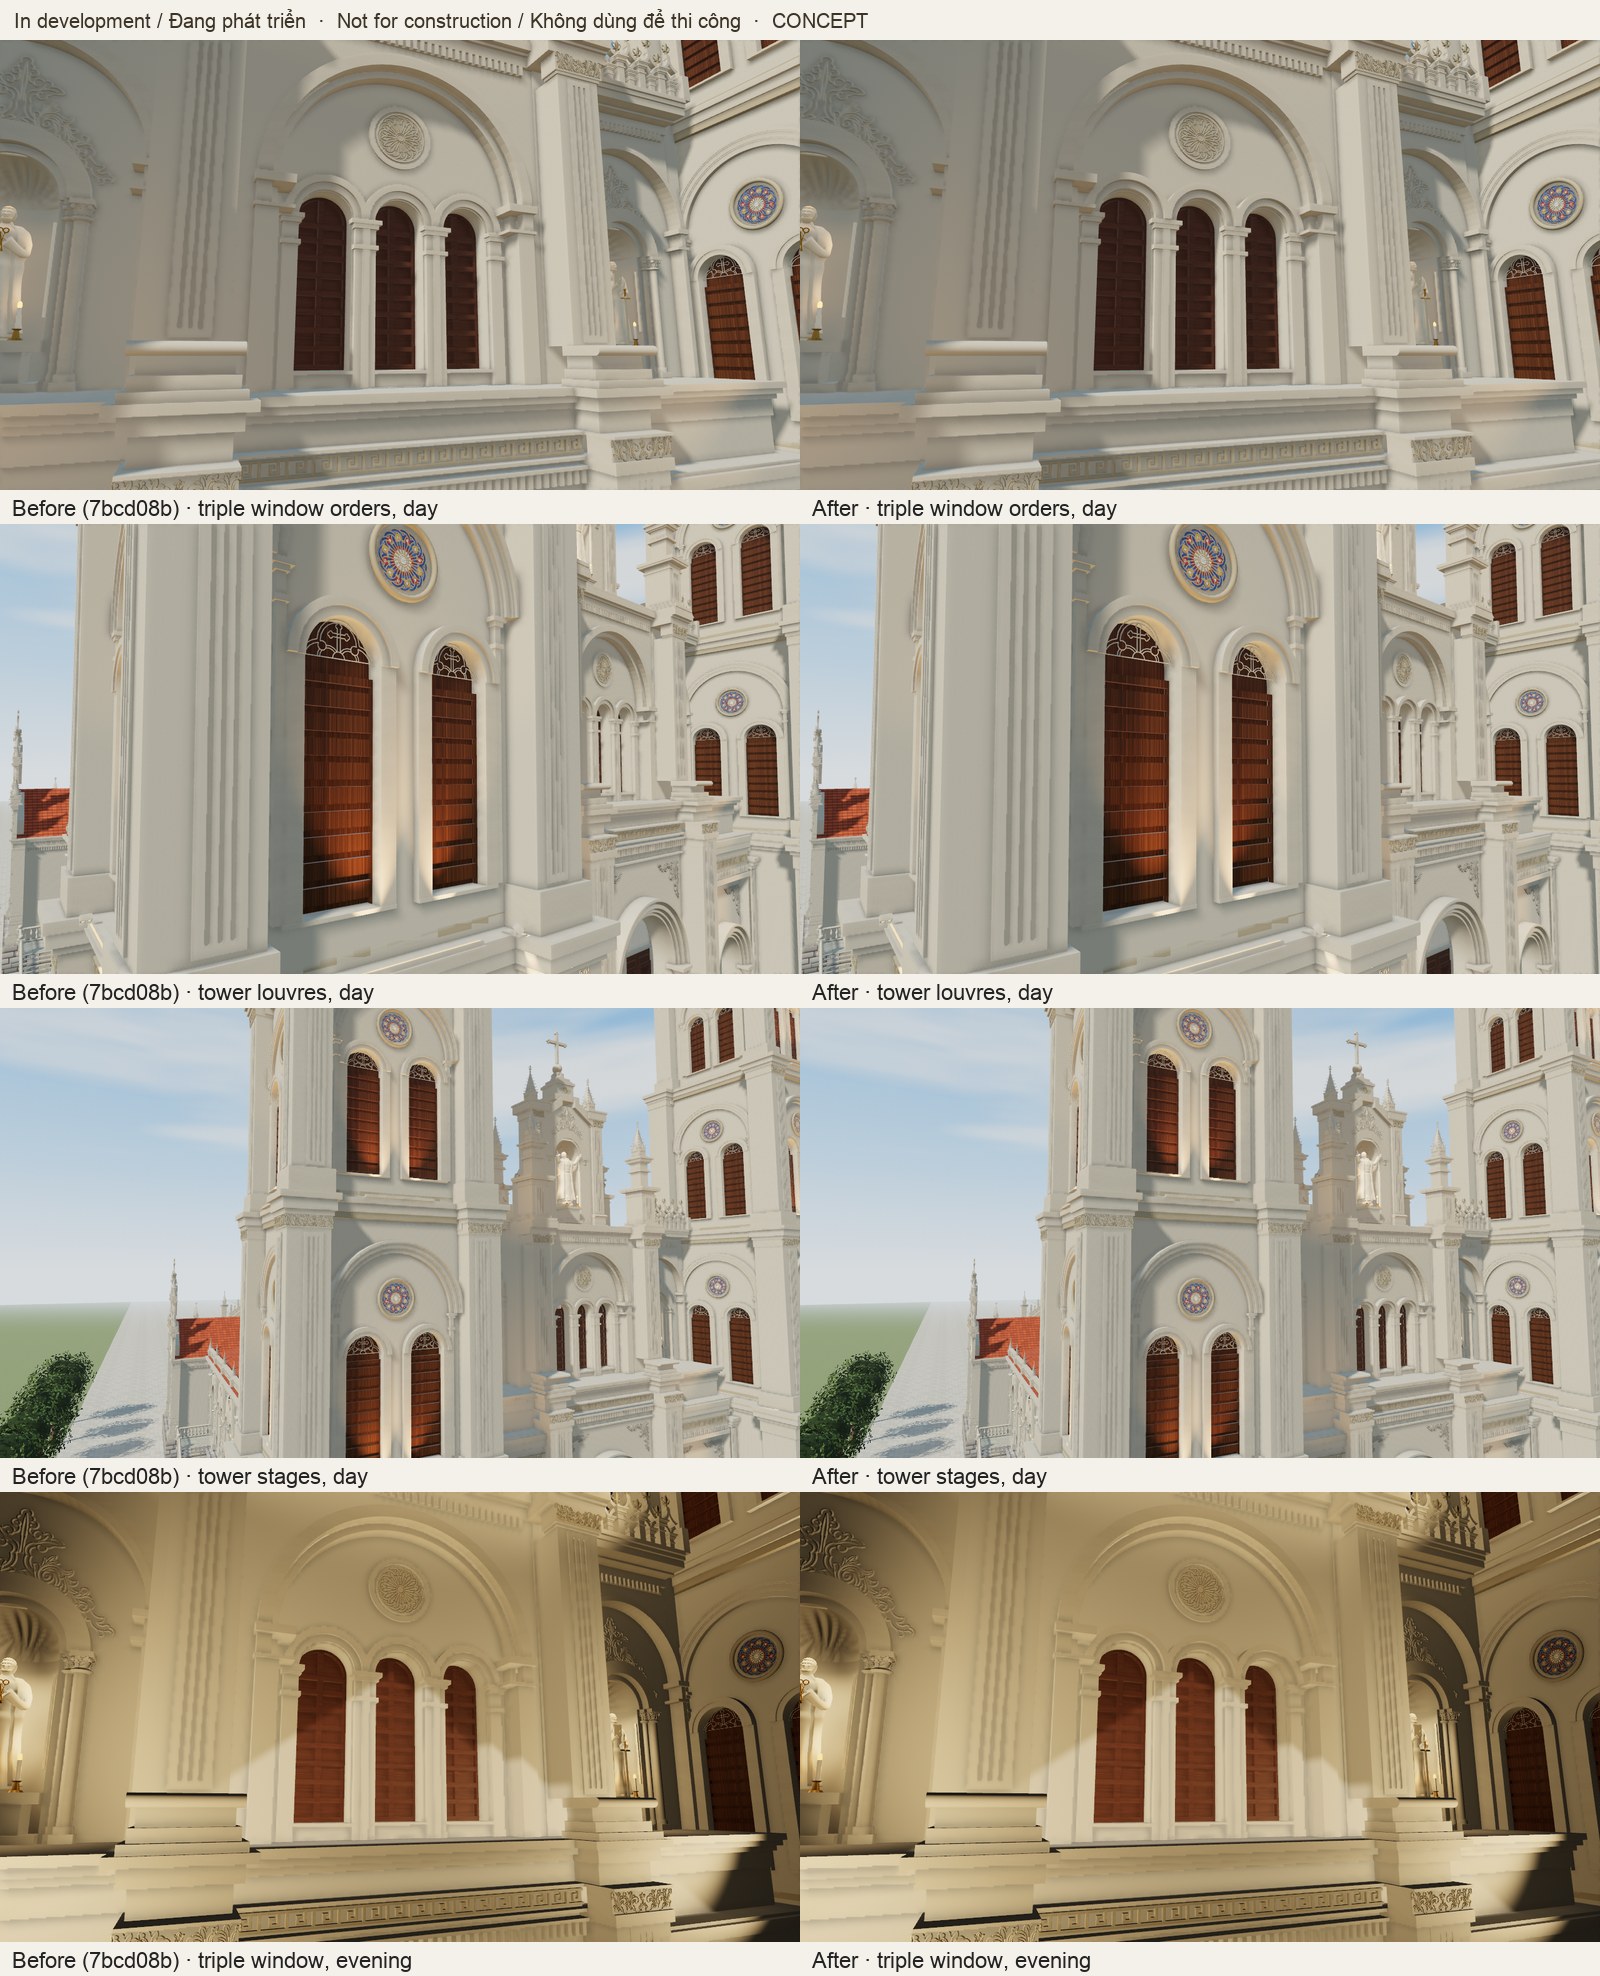 In development / Đang phát triển · Not for construction / Không dùng để thi công · CONCEPT
Before (7bcd08b) · triple window orders, day
After · triple window orders, day
Before (7bcd08b) · tower louvres, day
After · tower louvres, day
Before (7bcd08b) · tower stages, day
After · tower stages, day
Before (7bcd08b) · triple window, evening
After · triple window, evening